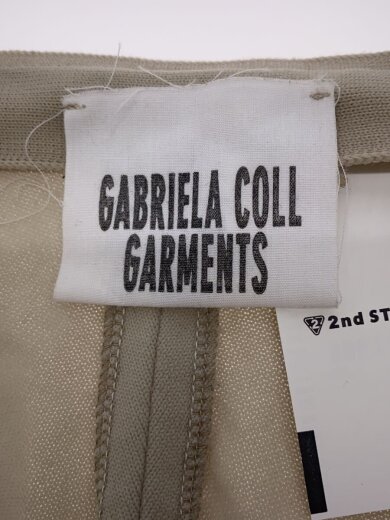 GABRIELA COLL
GARMENTS
2nd ST